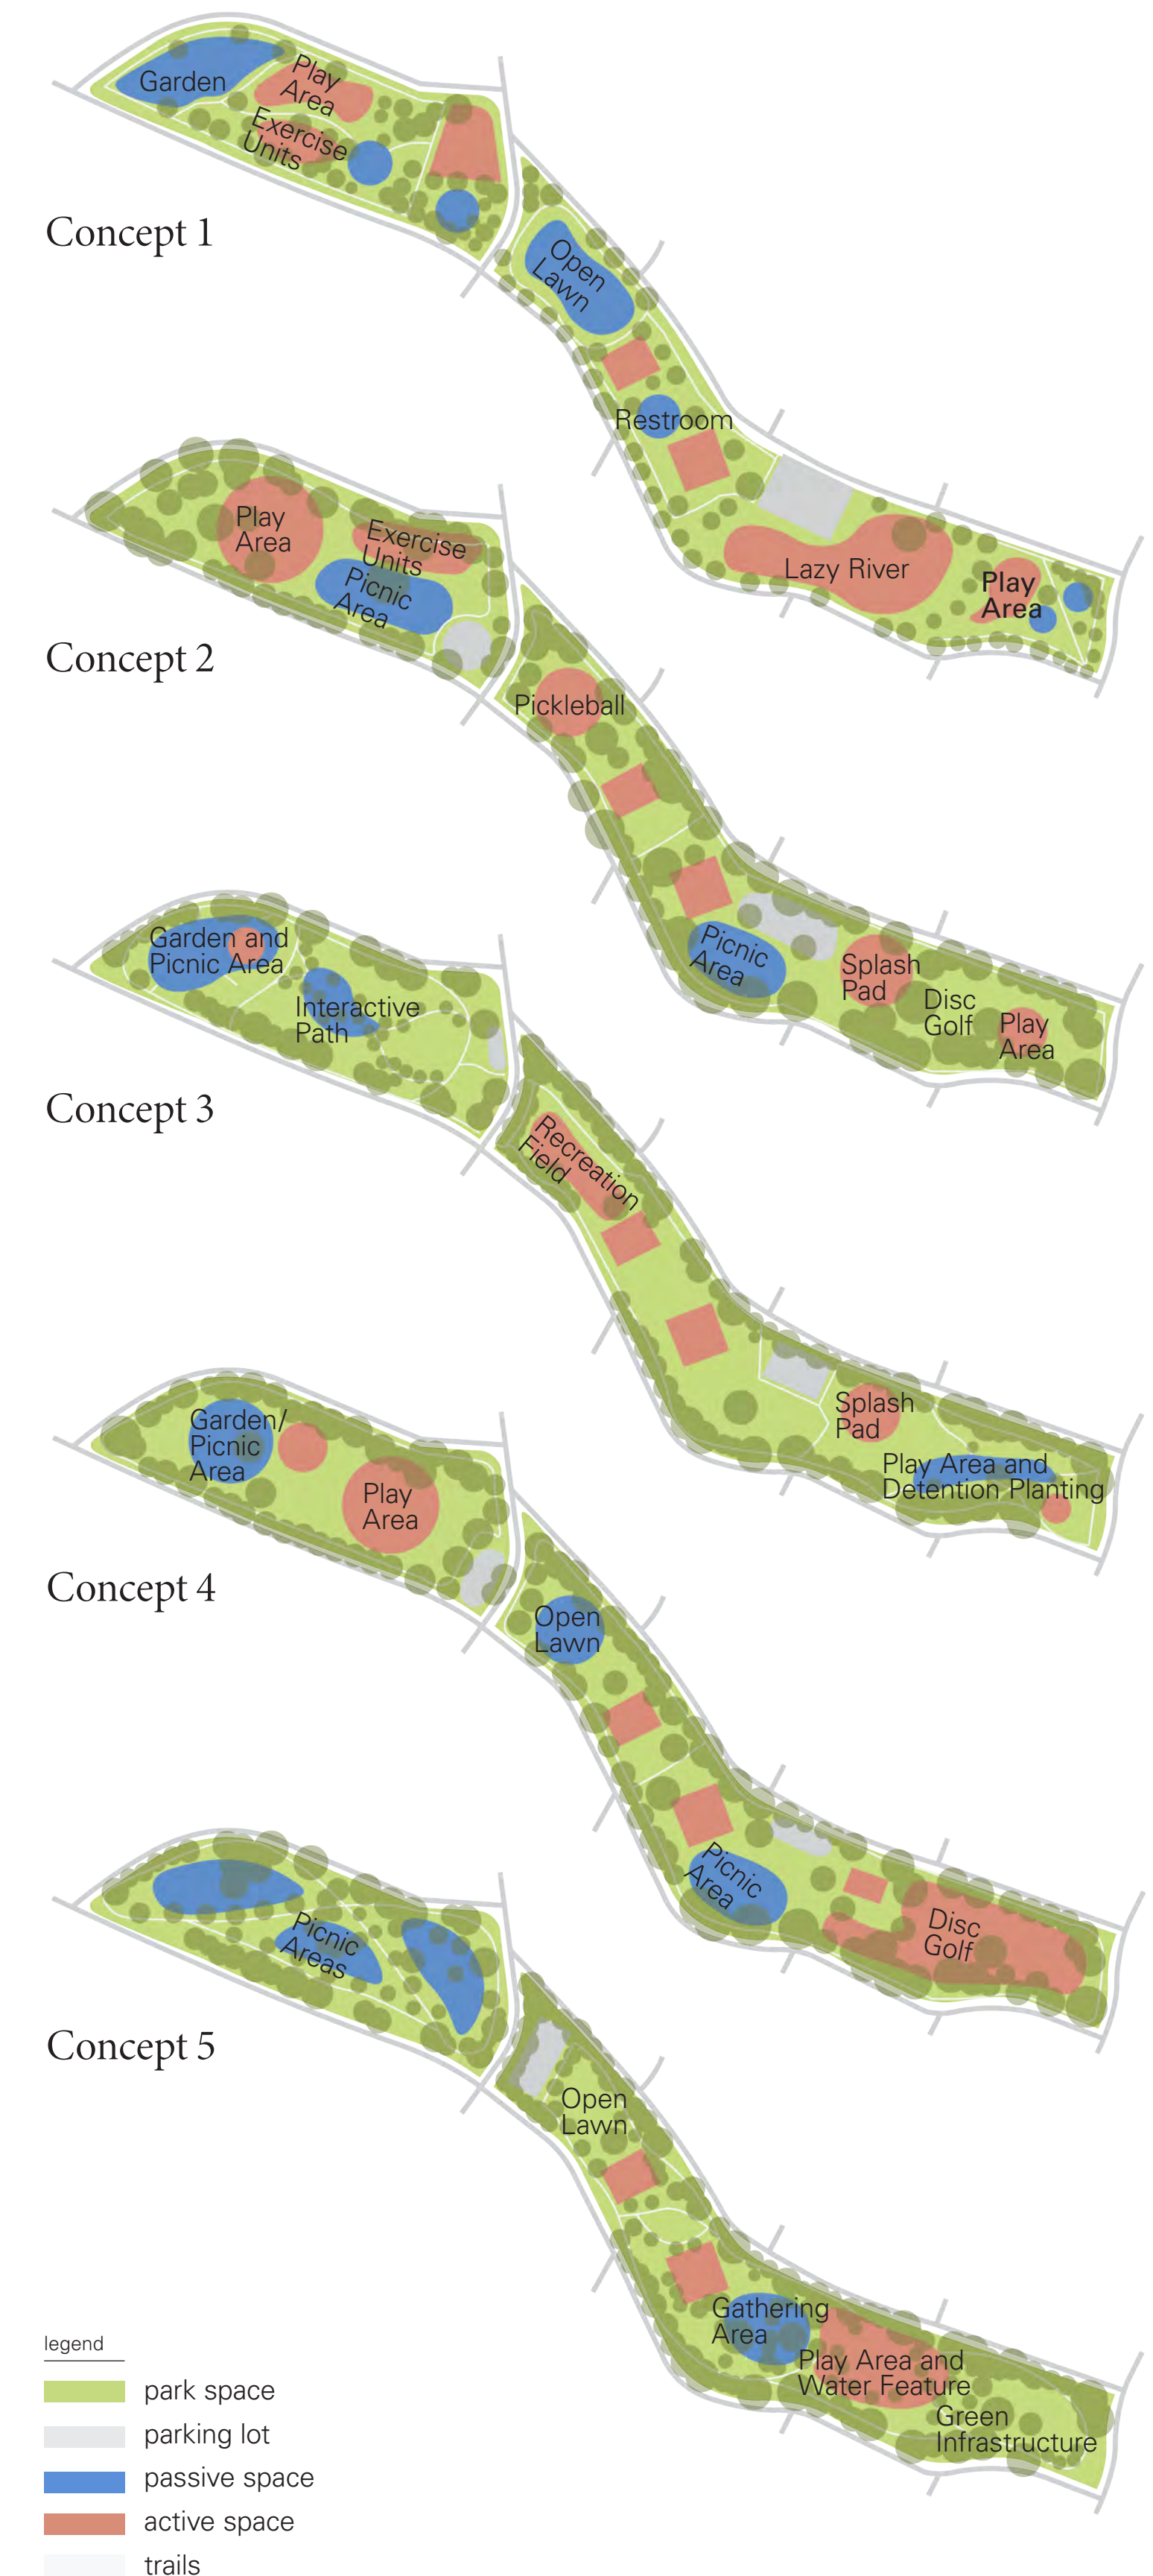 Garden
Play
Area
Exercise
Units
Concept 1
Open
Lawn
Restroom
Lazy River
Play
Area
Play
Area
Exercise
Units
Picnic
Area
Concept 2
Pickleball
Picnic
Area
Splash
Pad
Disc
Golf
Play
Area
Garden and
Picnic Area
Interactive
Path
Concept 3
Recreation
Field
Splash
Pad
Play Area and
Detention Planting
Garden/
Picnic
Area
Play
Area
Concept 4
Open
Lawn
Picnic
Area
Disc
Golf
Picnic
Areas
Concept 5
Open
Lawn
Gathering
Area
Play Area and
Water Feature
Green
Infrastructure
legend
park space
parking lot
passive space
active space
trails